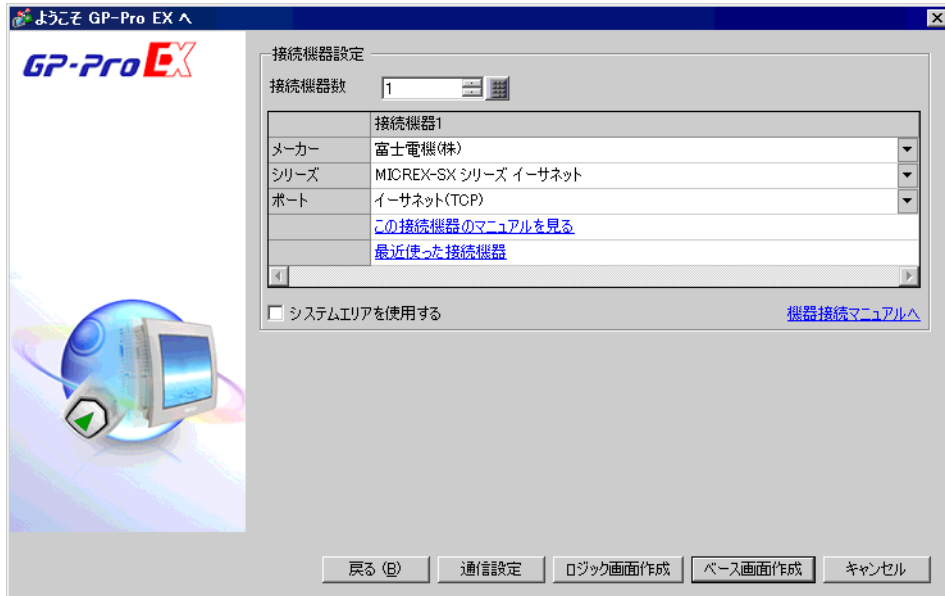 ようこそ GP-Pro EX へ
GP-Pro EX
接続機器設定
接続機器数 1
接続機器1
メーカー 富士電機(株)
シリーズ MICREX-SX シリーズ イーサネット
ポート イーサネット(TCP)
この接続機器のマニュアルを見る
最近使った接続機器
システムエリアを使用する 機器接続マニュアルへ
戻る (B) 通信設定 ロジック画面作成 ベース画面作成 キャンセル